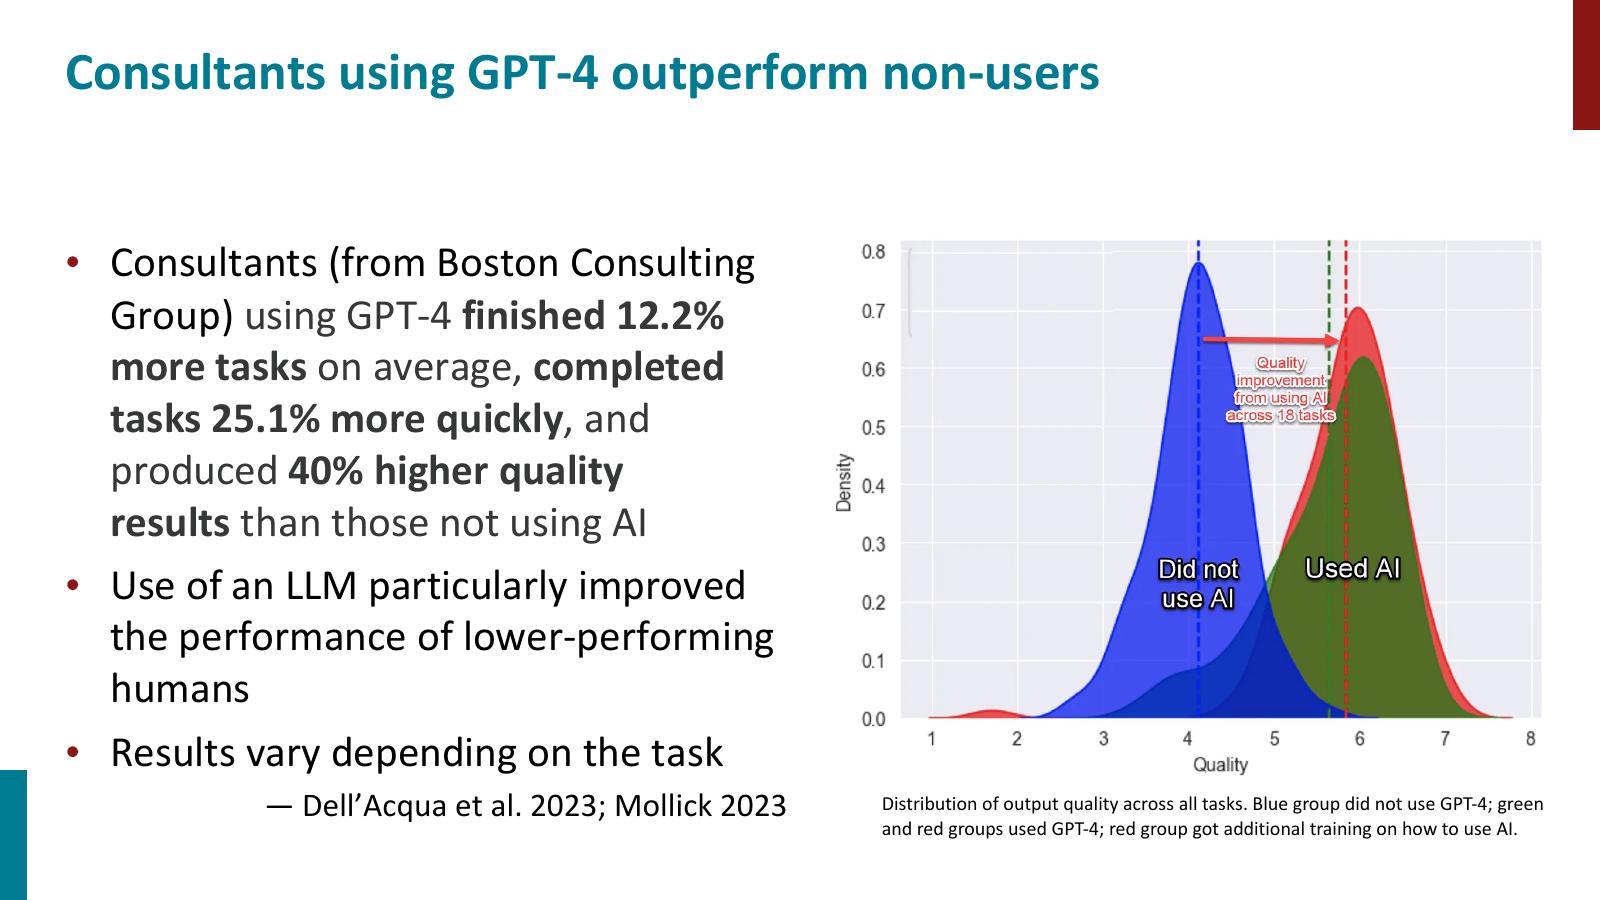 Consultants using GPT-4 outperform non-users
• Consultants (from Boston Consulting
Group) using GPT-4 finished 12.2%
more tasks on average, completed
tasks 25.1% more quickly, and
produced 40% higher quality
results than those not using AI
• Use of an LLM particularly improved
the performance of lower-performing
humans
• Results vary depending on the task
— Dell’Acqua et al. 2023; Mollick 2023
0.8
0.7
0.6
0.5
0.4
0.3
0.2
0.1
0.0
Density
Quality
improvement
from using AI
across 18 tasks
Did not
use AI
Used AI
1 2 3 4 5 6 7 8
Quality
Distribution of output quality across all tasks. Blue group did not use GPT-4; green
and red groups used GPT-4; red group got additional training on how to use AI.